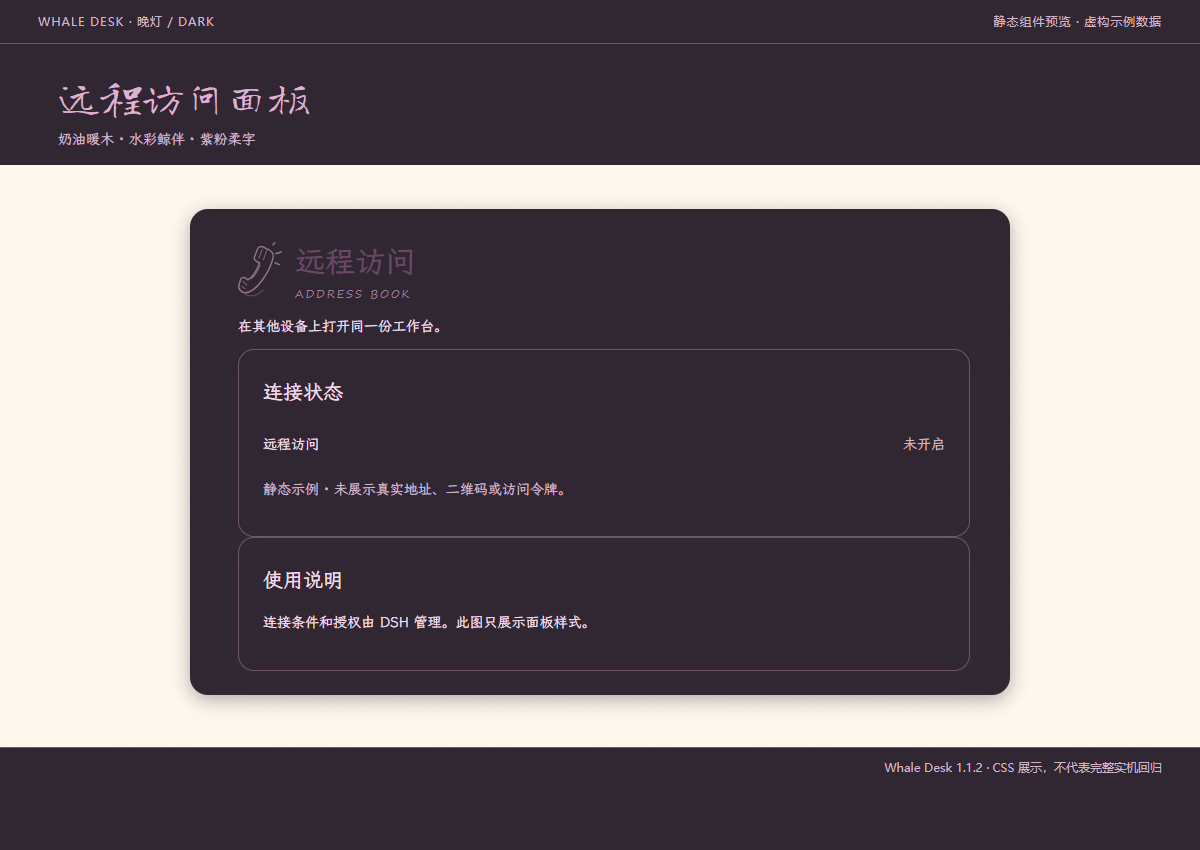 WHALE DESK · 晚灯 / DARK
静态组件预览 · 虚构示例数据
远程访问面板
奶油暖木 · 水彩鲸伴 · 紫粉柔字
远程访问
ADDRESS BOOK
在其他设备上打开同一份工作台。
连接状态
远程访问 未开启
静态示例 · 未展示真实地址、二维码或访问令牌。
使用说明
连接条件和授权由 DSH 管理。此图只展示面板样式。
Whale Desk 1.1.2 · CSS 展示，不代表完整实机回归